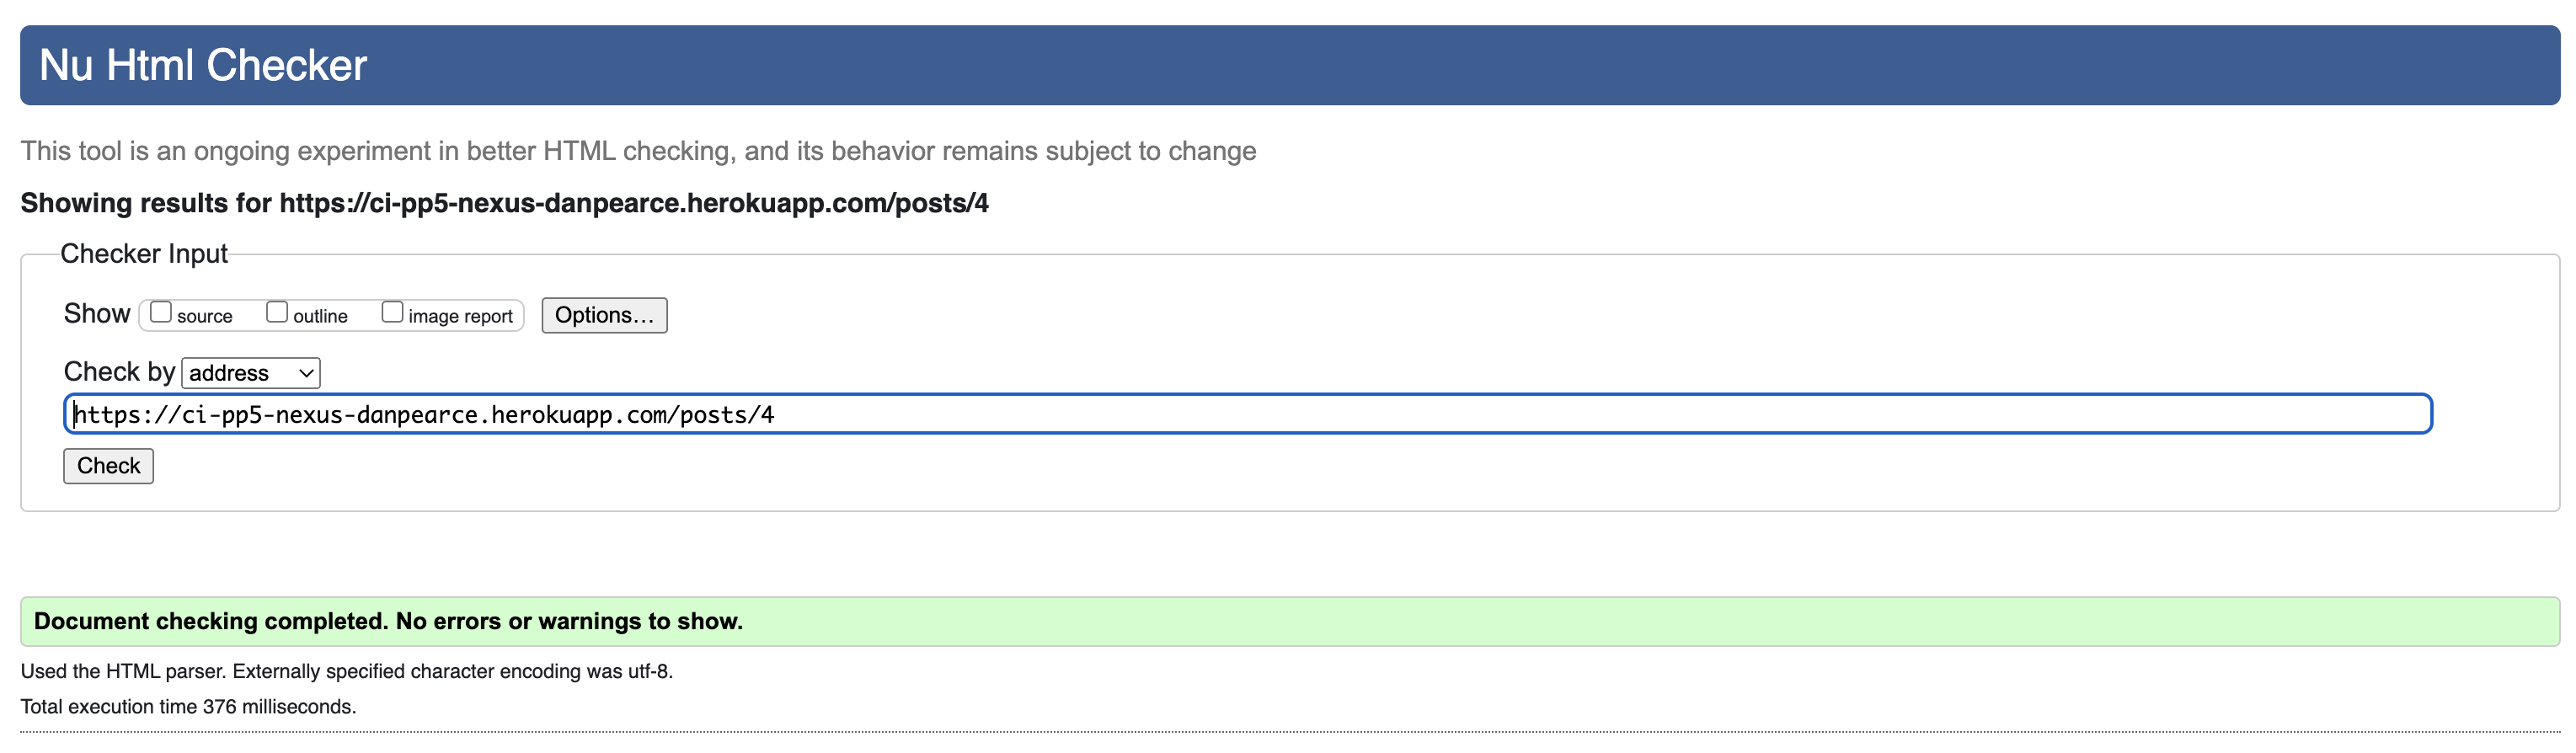 Nu Html Checker
This tool is an ongoing experiment in better HTML checking, and its behavior remains subject to change
Showing results for https://ci-pp5-nexus-danpearce.herokuapp.com/posts/4
Checker Input
Show source outline image report Options...
Check by address
https://ci-pp5-nexus-danpearce.herokuapp.com/posts/4
Check
Document checking completed. No errors or warnings to show.
Used the HTML parser. Externally specified character encoding was utf-8.
Total execution time 376 milliseconds.